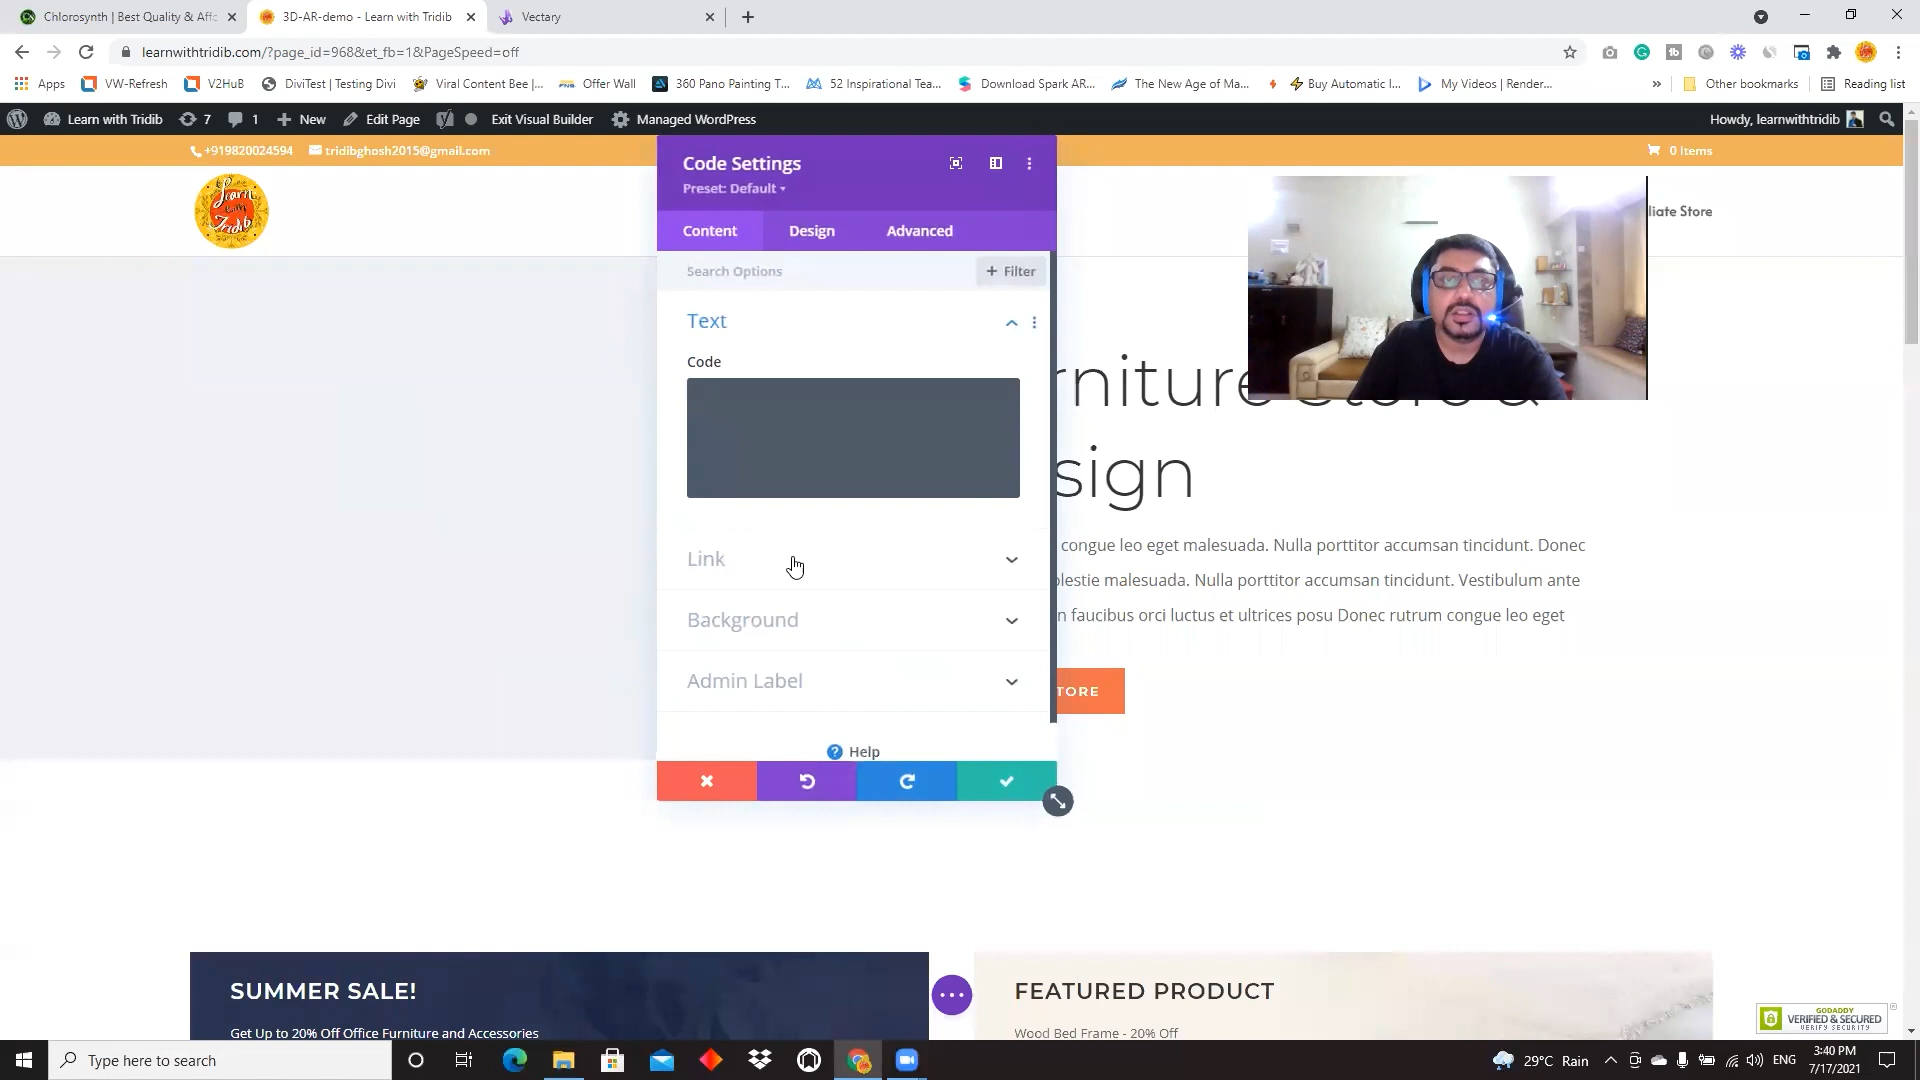 Chlorosynth | Best Quality & Aff
3D-AR-demo - Learn with Tridib
Vectary
learnwithtridib.com/?page_id=968&et_fb=1&PageSpeed=off
Apps
VW-Refresh
V2HuB
DiviTest | Testing Divi
Viral Content Bee |...
Offer Wall
360 Pano Painting T...
52 Inspirational Tea...
Download Spark AR...
The New Age of Ma...
Buy Automatic I...
My Videos | Render...
»
Other bookmarks
Reading list
Learn with Tridib
7
1
New
Edit Page
Exit Visual Builder
Managed WordPress
Howdy, learnwithtridib
+919820024594
tridibghosh2015@gmail.com
0 Items
Learn
with
Tridib
liate Store
Code Settings
Preset: Default
Content
Design
Advanced
Search Options
+ Filter
Text
Code
Link
Background
Admin Label
Help
rniture Store &
sign
congue leo eget malesuada. Nulla porttitor accumsan tincidunt. Donec
lestie malesuada. Nulla porttitor accumsan tincidunt. Vestibulum ante
n faucibus orci luctus et ultrices posu Donec rutrum congue leo eget
TORE
SUMMER SALE!
Get Up to 20% Off Office Furniture and Accessories
FEATURED PRODUCT
Wood Bed Frame - 20% Off
GODADDY
VERIFIED & SECURED
VERIFY SECURITY
Type here to search
29°C Rain
ENG
3:40 PM
7/17/2021